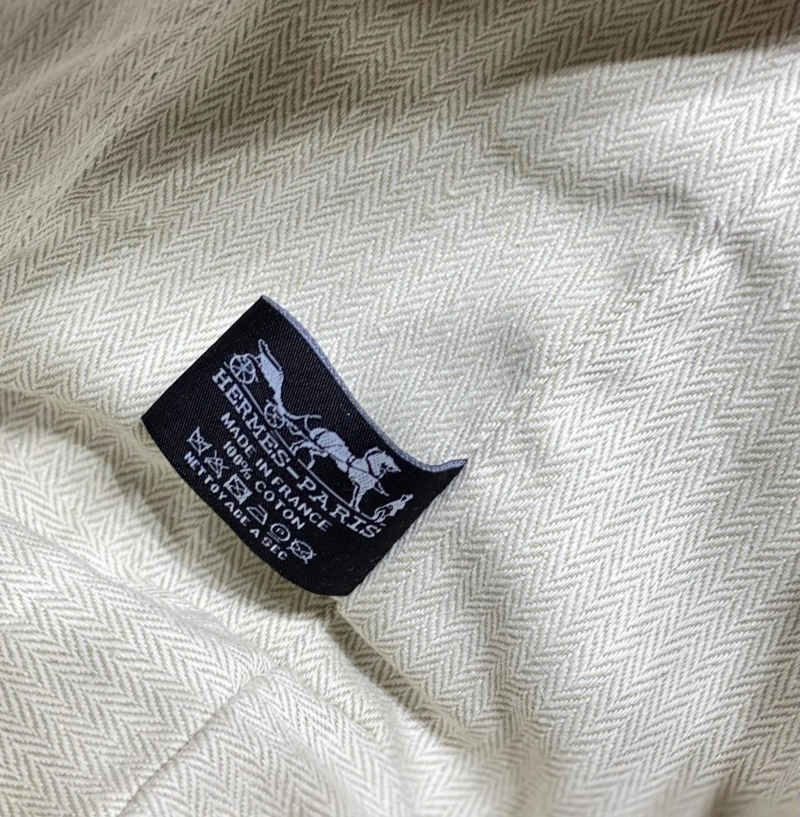 HERMES-PARIS
MADE IN FRANCE
100% COTON
NETTOYAGE A SEC